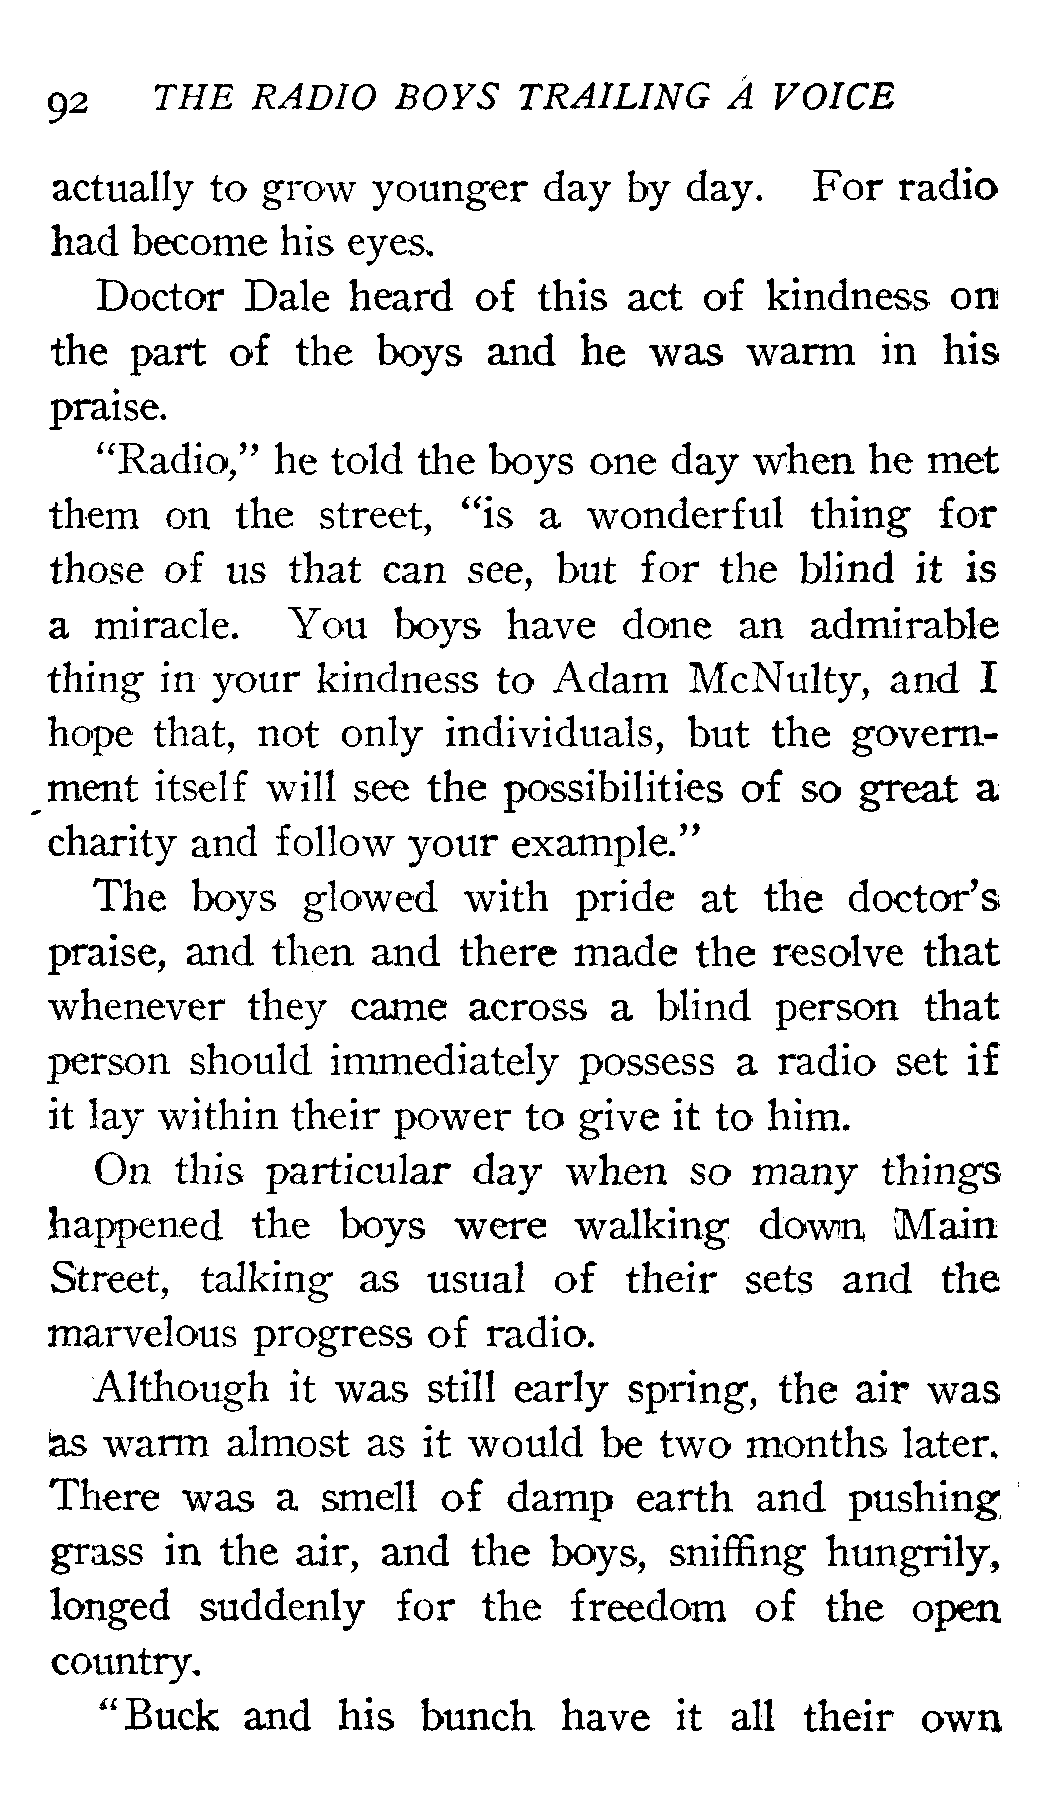 92 THE RADIO BOYS TRAILING A VOICE
actually to grow younger day by day. For radio
had become his eyes.
Doctor Dale heard of this act of kindness on
the part of the boys and he was warm in his
praise.
"Radio," he told the boys one day when he met
them on the street, "is a wonderful thing for
those of us that can see, but for the blind it is
a miracle. You boys have done an admirable
thing in your kindness to Adam McNulty, and I
hope that, not only individuals, but the govern-
ment itself will see the possibilities of so great a
charity and follow your example."
The boys glowed with pride at the doctor's
praise, and then and there made the resolve that
whenever they came across a blind person that
person should immediately possess a radio set if
it lay within their power to give it to him.
On this particular day when so many things
happened the boys were walking down Main
Street, talking as usual of their sets and the
marvelous progress of radio.
Although it was still early spring, the air was
as warm almost as it would be two months later.
There was a smell of damp earth and pushing
grass in the air, and the boys, sniffing hungrily,
longed suddenly for the freedom of the open
country.
"Buck and his bunch have it all their own